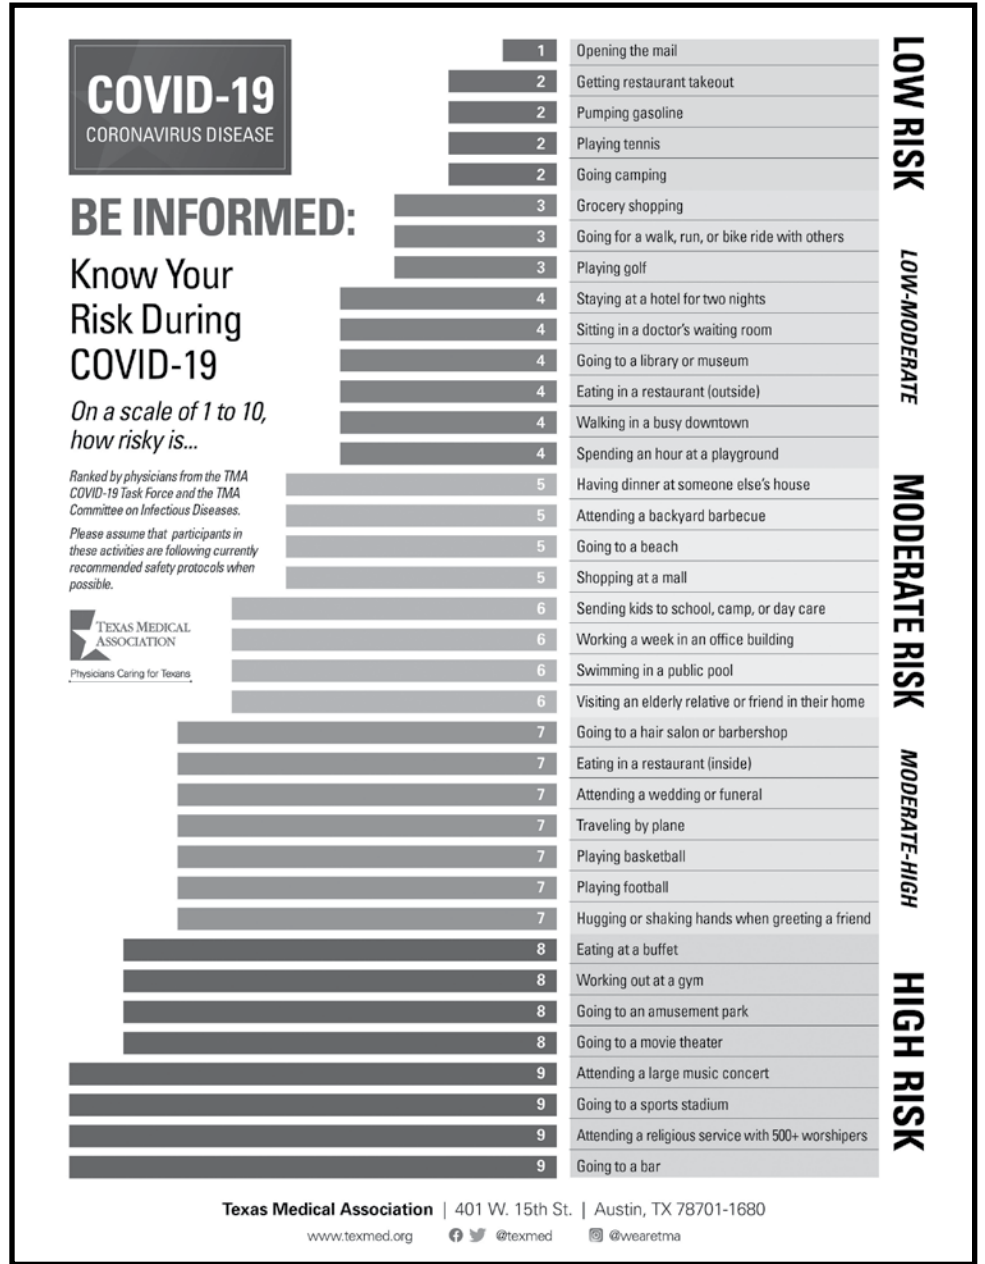 COVID-19
CORONAVIRUS DISEASE
BE INFORMED:
Know Your
Risk During
COVID-19
On a scale of 1 to 10,
how risky is...
Ranked by physicians from the TMA
COVID-19 Task Force and the TMA
Committee on Infectious Diseases.
Please assume that participants in
these activities are following currently
recommended safety protocols when
possible.
TEXAS MEDICAL
ASSOCIATION
Physicians Caring for Texans
1 Opening the mail
2 Getting restaurant takeout
2 Pumping gasoline
2 Playing tennis
2 Going camping
3 Grocery shopping
3 Going for a walk, run, or bike ride with others
3 Playing golf
4 Staying at a hotel for two nights
4 Sitting in a doctor's waiting room
4 Going to a library or museum
4 Eating in a restaurant (outside)
4 Walking in a busy downtown
4 Spending an hour at a playground
5 Having dinner at someone else's house
5 Attending a backyard barbecue
5 Going to a beach
5 Shopping at a mall
6 Sending kids to school, camp, or day care
6 Working a week in an office building
6 Swimming in a public pool
6 Visiting an elderly relative or friend in their home
7 Going to a hair salon or barbershop
7 Eating in a restaurant (inside)
7 Attending a wedding or funeral
7 Traveling by plane
7 Playing basketball
7 Playing football
7 Hugging or shaking hands when greeting a friend
8 Eating at a buffet
8 Working out at a gym
8 Going to an amusement park
8 Going to a movie theater
9 Attending a large music concert
9 Going to a sports stadium
9 Attending a religious service with 500+ worshipers
9 Going to a bar
LOW RISK
LOW-MODERATE
MODERATE RISK
MODERATE-HIGH
HIGH RISK
Texas Medical Association | 401 W. 15th St. | Austin, TX 78701-1680
www.texmed.org @texmed @wearetma